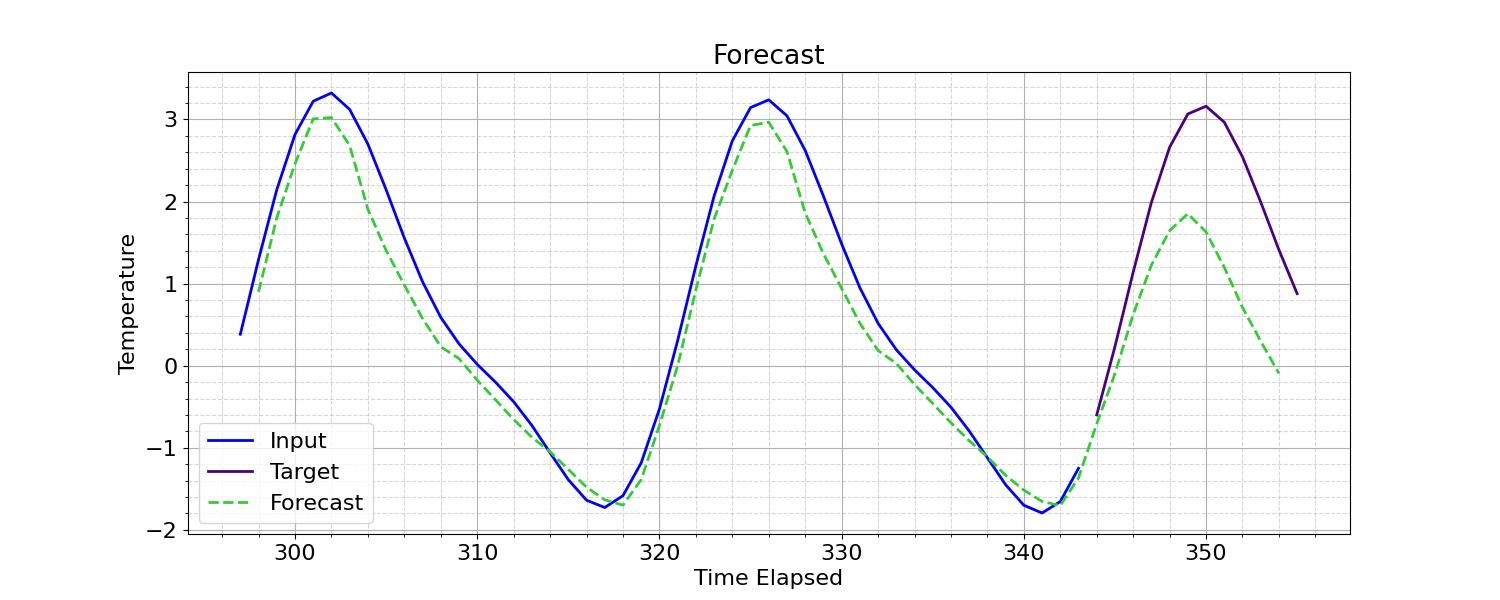 Forecast
Temperature
3
2
1
0
−1
−2
Input
Target
Forecast
300 310 320 330 340 350
Time Elapsed